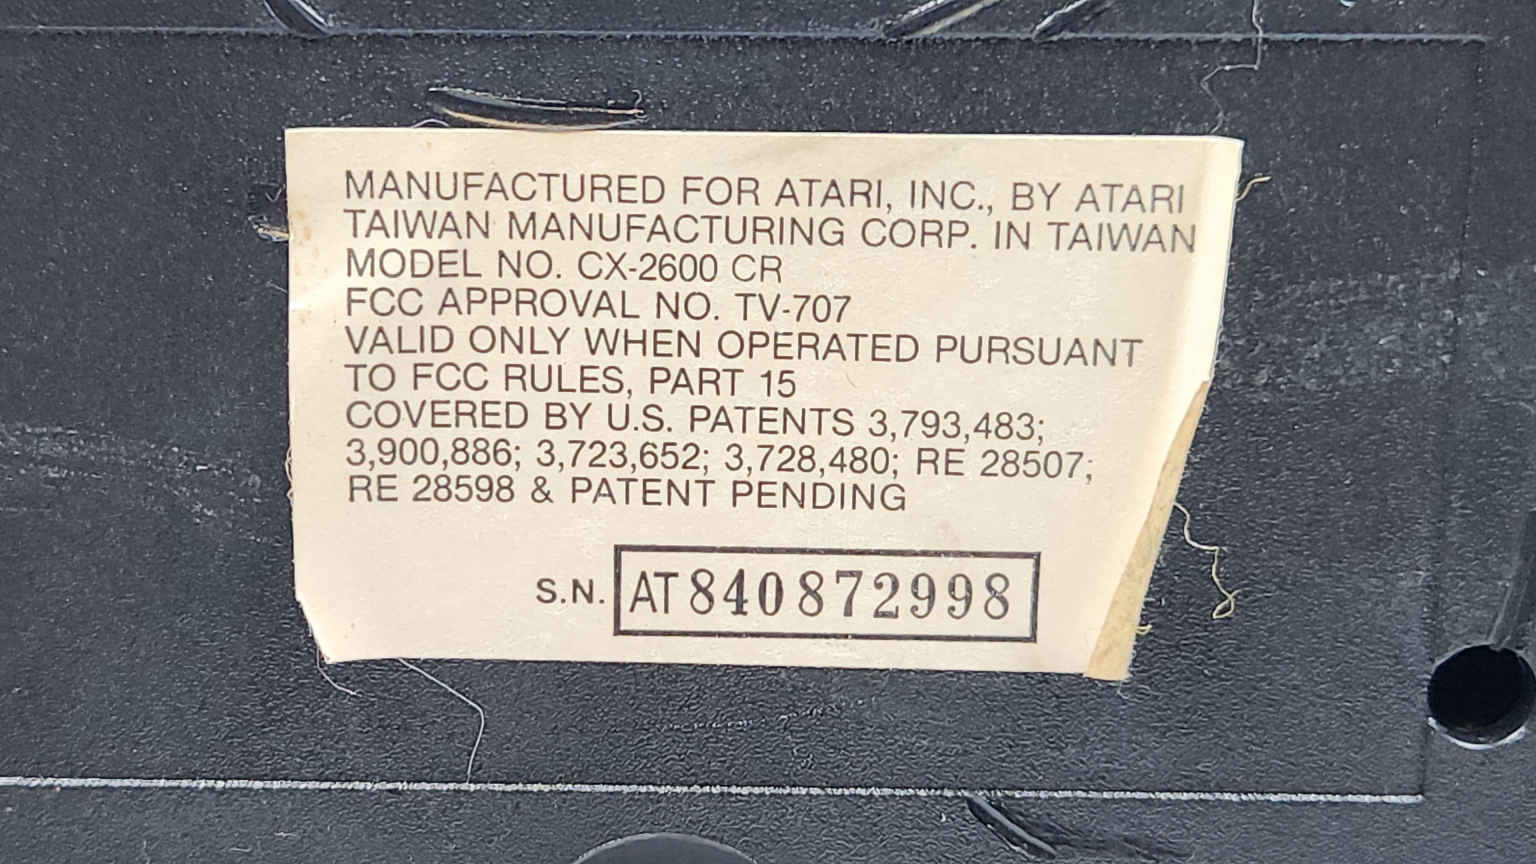 MANUFACTURED FOR ATARI, INC., BY ATARI
TAIWAN MANUFACTURING CORP. IN TAIWAN
MODEL NO. CX-2600 CR
FCC APPROVAL NO. TV-707
VALID ONLY WHEN OPERATED PURSUANT
TO FCC RULES, PART 15
COVERED BY U.S. PATENTS 3,793,483;
3,900,886; 3,723,652; 3,728,480; RE 28507;
RE 28598 & PATENT PENDING
S.N. AT840872998